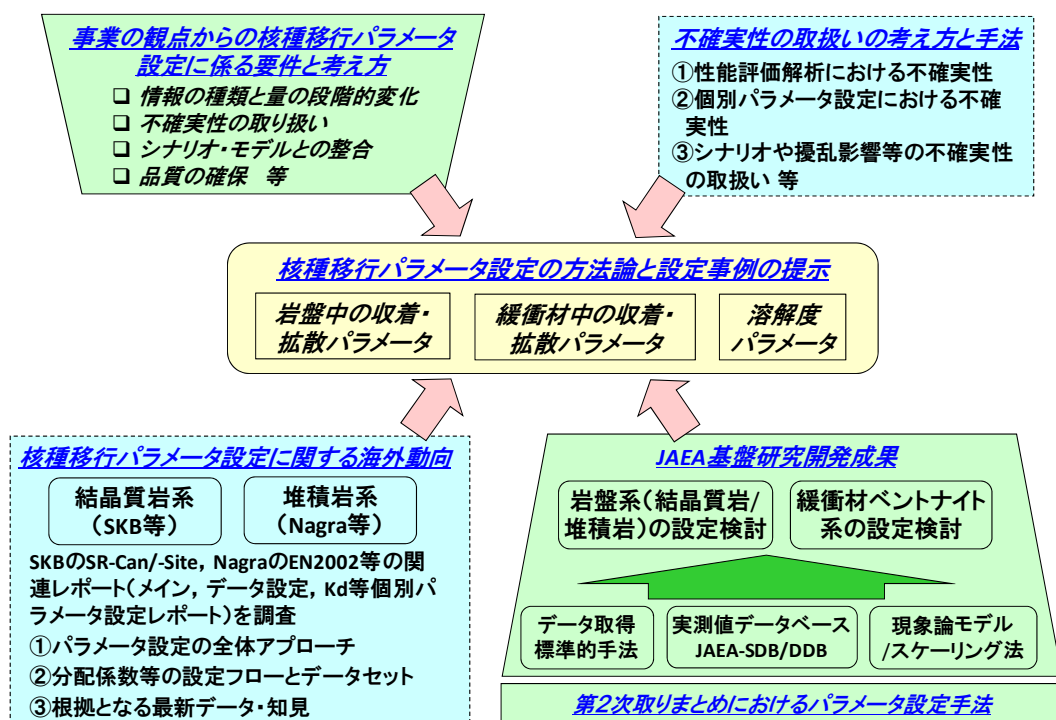 事業の観点からの核種移行パラメータ
設定に係る要件と考え方
❑ 情報の種類と量の段階的変化
❑ 不確実性の取り扱い
❑ シナリオ・モデルとの整合
❑ 品質の確保 等
不確実性の取扱いの考え方と手法
①性能評価解析における不確実性
②個別パラメータ設定における不確
実性
③シナリオや擾乱影響等の不確実性
の取扱い 等
核種移行パラメータ設定の方法論と設定事例の提示
岩盤中の収着・
拡散パラメータ
緩衝材中の収着・
拡散パラメータ
溶解度
パラメータ
核種移行パラメータ設定に関する海外動向
結晶質岩系
（SKB等）
堆積岩系
（Nagra等）
SKBのSR-Can/-Site, NagraのEN2002等の関
連レポート（メイン, データ設定, Kd等個別パ
ラメータ設定レポート）を調査
①パラメータ設定の全体アプローチ
②分配係数等の設定フローとデータセット
③根拠となる最新データ・知見
JAEA基盤研究開発成果
岩盤系（結晶質岩/
堆積岩）の設定検討
緩衝材ベントナイト
系の設定検討
データ取得
標準的手法
実測値データベース
JAEA-SDB/DDB
現象論モデル
/スケーリング法
第2次取りまとめにおけるパラメータ設定手法